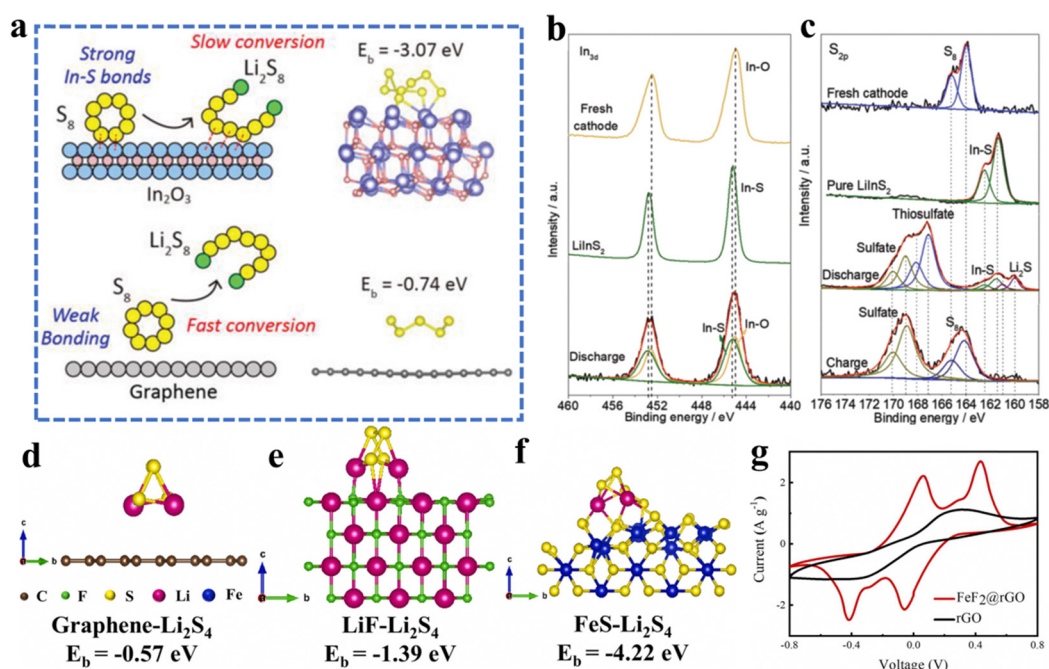 a
Strong
In-S bonds
Slow conversion
Li₂S₈
S₈
In₂O₃
E_b = -3.07 eV
Li₂S₈
S₈
Weak
Bonding
Fast conversion
Graphene
E_b = -0.74 eV
b
In₃d
In-O
Fresh
cathode
In-S
LiInS₂
In-S
In-O
Discharge
Intensity / a.u.
460 456 452 448 444 440
Binding energy / eV
c
S₂p
S₈
Fresh cathode
In-S
Pure LiInS₂
Thiosulfate
Sulfate
In-S
Li₂S
Discharge
Sulfate
S₈
Charge
Intensity / a.u.
176 174 172 170 168 166 164 162 160 158
Binding energy / eV
d
c
b
C F S Li Fe
Graphene-Li₂S₄
E_b = -0.57 eV
e
c
b
LiF-Li₂S₄
E_b = -1.39 eV
f
c
b
FeS-Li₂S₄
E_b = -4.22 eV
g
Current (A g⁻¹)
2
0
-2
FeF₂@rGO
rGO
-0.8 -0.4 0.0 0.4 0.8
Voltage (V)